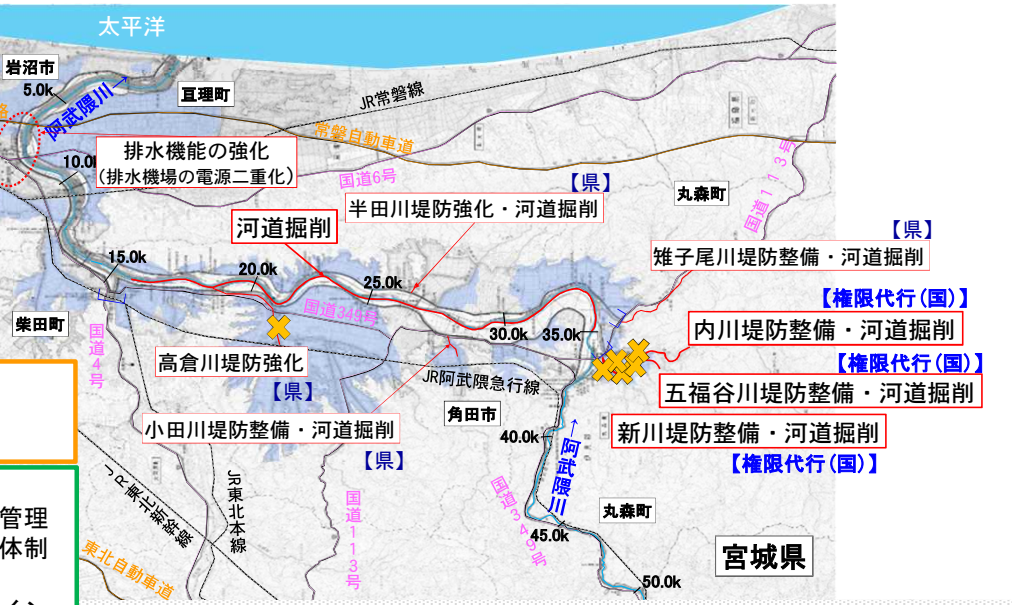 太平洋
岩沼市
5.0k
阿武隈川→
亘理町
JR常磐線
常磐自動車道
10.0k
排水機能の強化
(排水機場の電源二重化)
国道6号
【県】
半田川堤防強化・河道掘削
丸森町
国道113号
河道掘削
15.0k
20.0k
25.0k
国道349号
30.0k
35.0k
【県】
雉子尾川堤防整備・河道掘削
【権限代行(国)】
内川堤防整備・河道掘削
【権限代行(国)】
五福谷川堤防整備・河道掘削
新川堤防整備・河道掘削
【権限代行(国)】
柴田町
国道4号
高倉川堤防強化
【県】
JR阿武隈急行線
角田市
小田川堤防整備・河道掘削
【県】
40.0k
←阿武隈川
国道349号
丸森町
45.0k
50.0k
JR東北新幹線
JR東北本線
国道113号
東北自動車道
宮城県
管理
体制